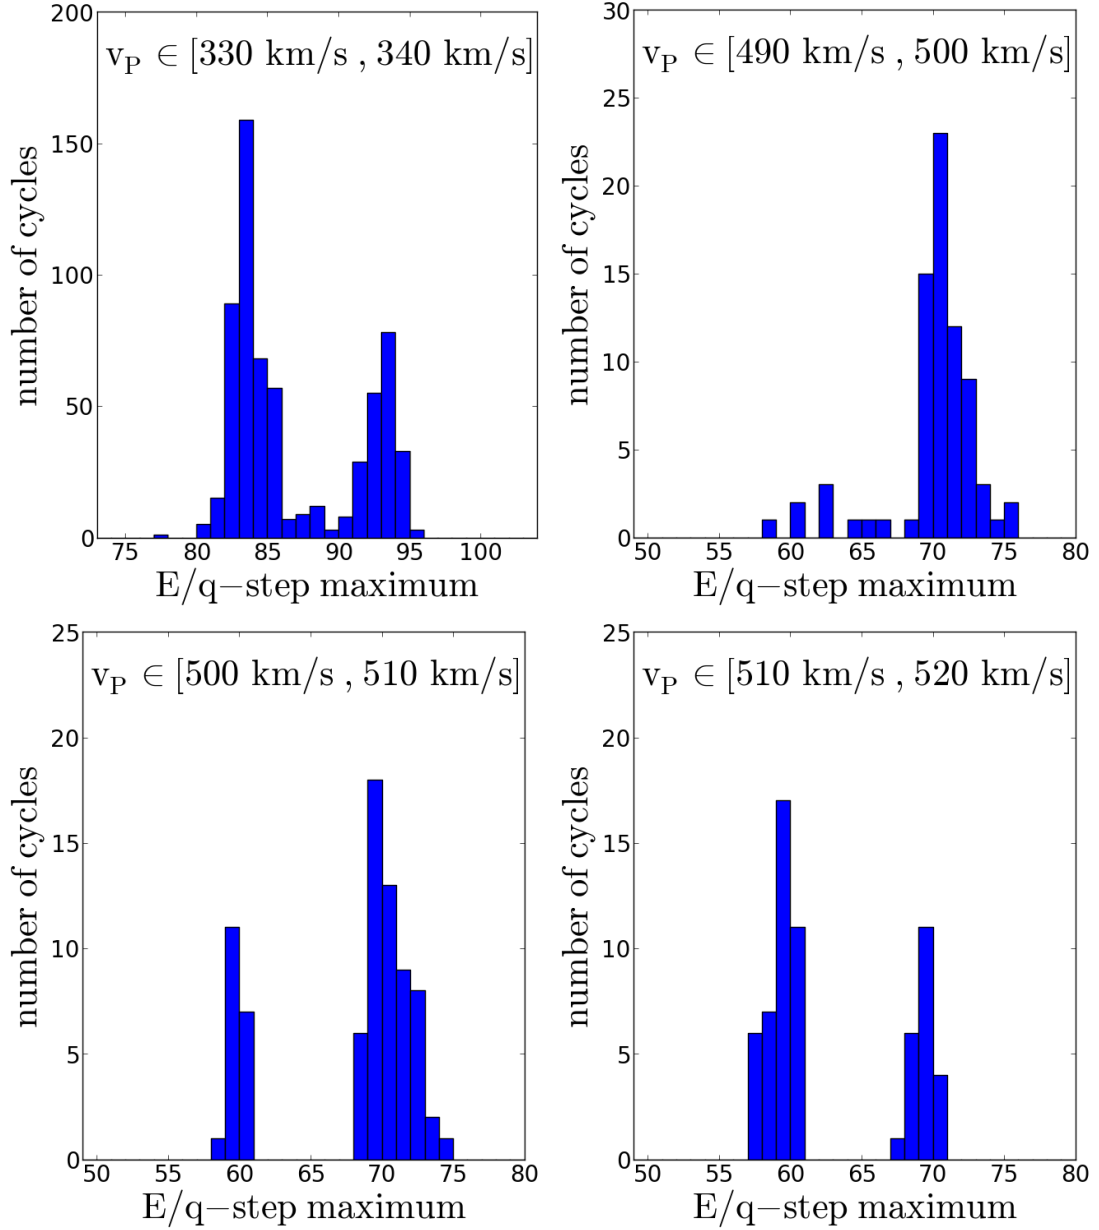 v_P ∈ [330 km/s , 340 km/s]
200
150
100
50
0
number of cycles
75 80 85 90 95 100
E/q−step maximum
v_P ∈ [490 km/s , 500 km/s]
30
25
20
15
10
5
0
number of cycles
50 55 60 65 70 75 80
E/q−step maximum
v_P ∈ [500 km/s , 510 km/s]
25
20
15
10
5
0
number of cycles
50 55 60 65 70 75 80
E/q−step maximum
v_P ∈ [510 km/s , 520 km/s]
25
20
15
10
5
0
number of cycles
50 55 60 65 70 75 80
E/q−step maximum